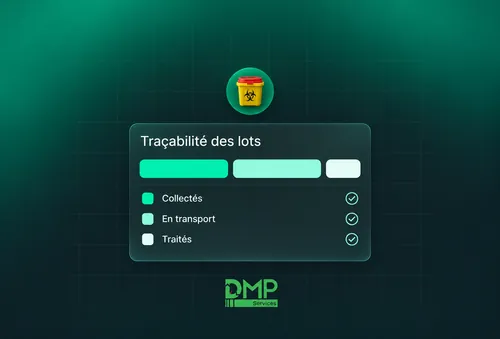 Traçabilité des lots
Collectés
En transport
Traités
DMP
Services